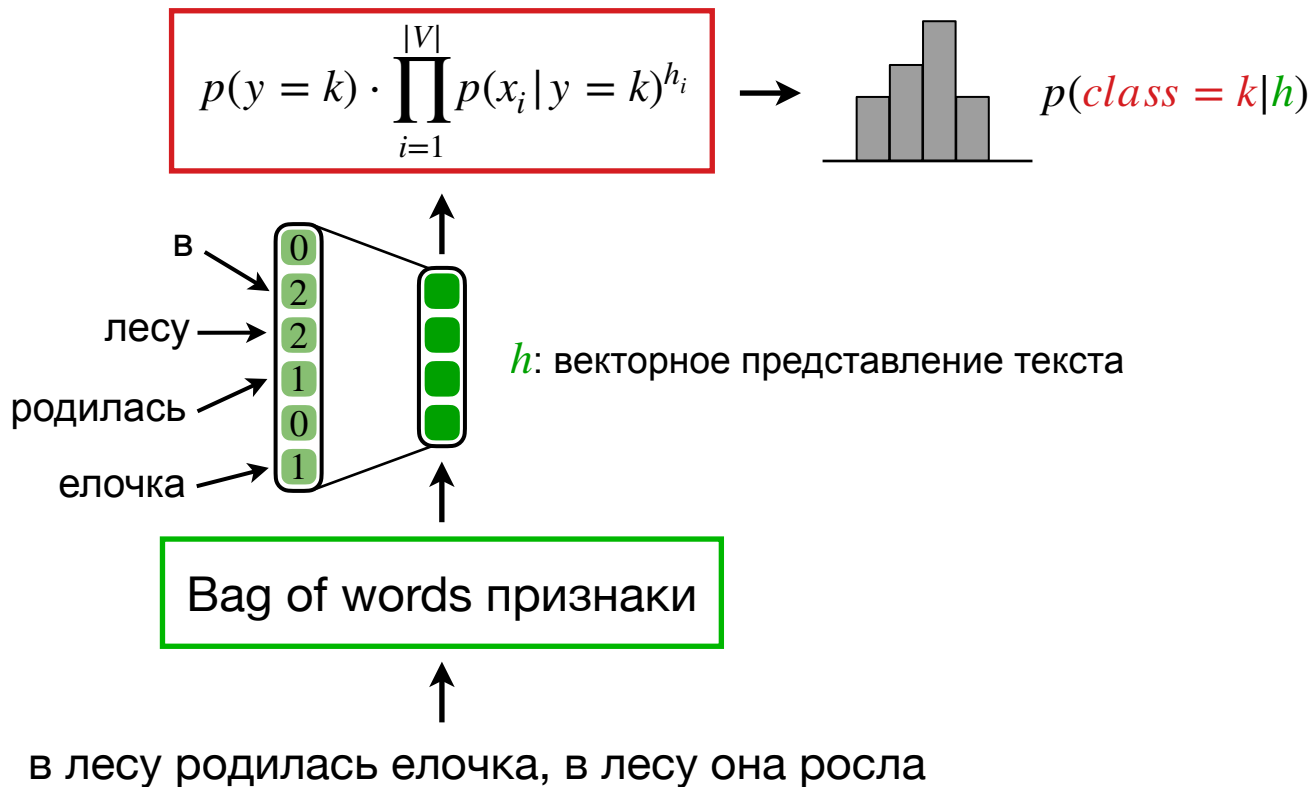 p(y = k) · ∏_{i=1}^{|V|} p(x_i|y = k)^{h_i}
p(class = k|h)
в
лесу
родилась
елочка
0
2
2
1
0
1
h: векторное представление текста
Bag of words признаки
в лесу родилась елочка, в лесу она росла